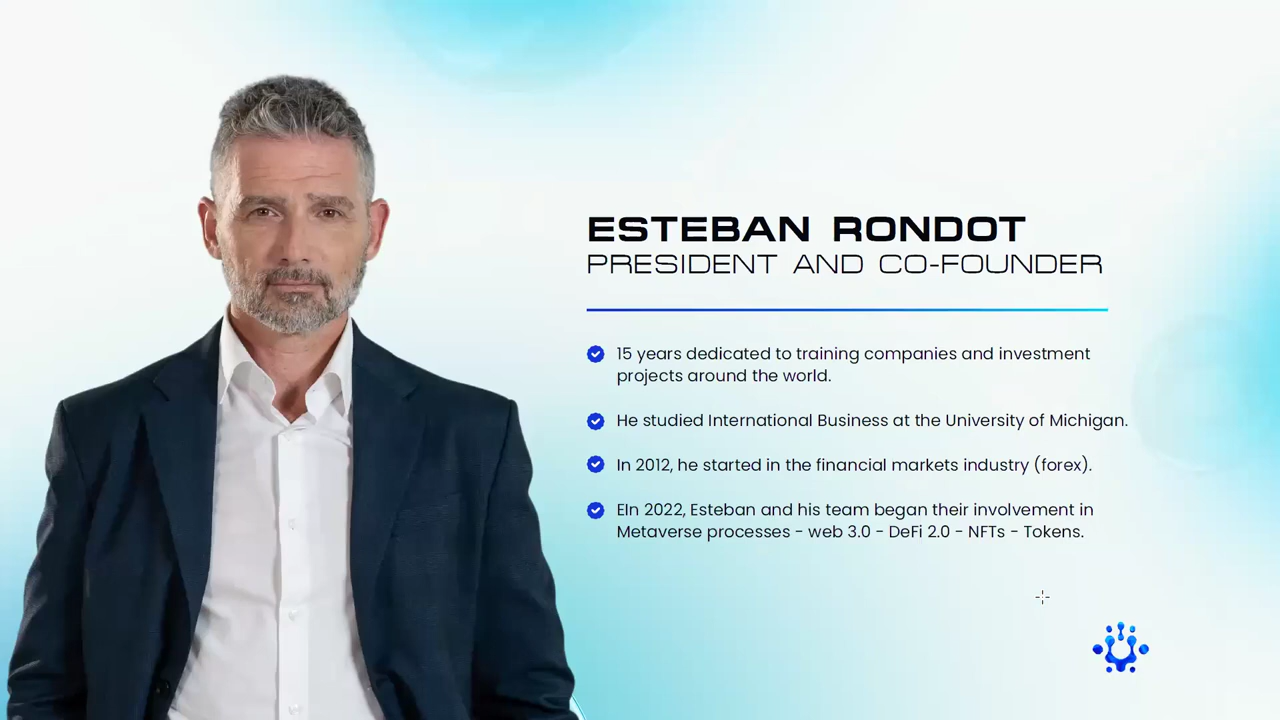 ESTEBAN RONDOT
PRESIDENT AND CO-FOUNDER
15 years dedicated to training companies and investment
projects around the world.
He studied International Business at the University of Michigan.
In 2012, he started in the financial markets industry (forex).
EIn 2022, Esteban and his team began their involvement in
Metaverse processes - web 3.0 - DeFi 2.0 - NFTs - Tokens.